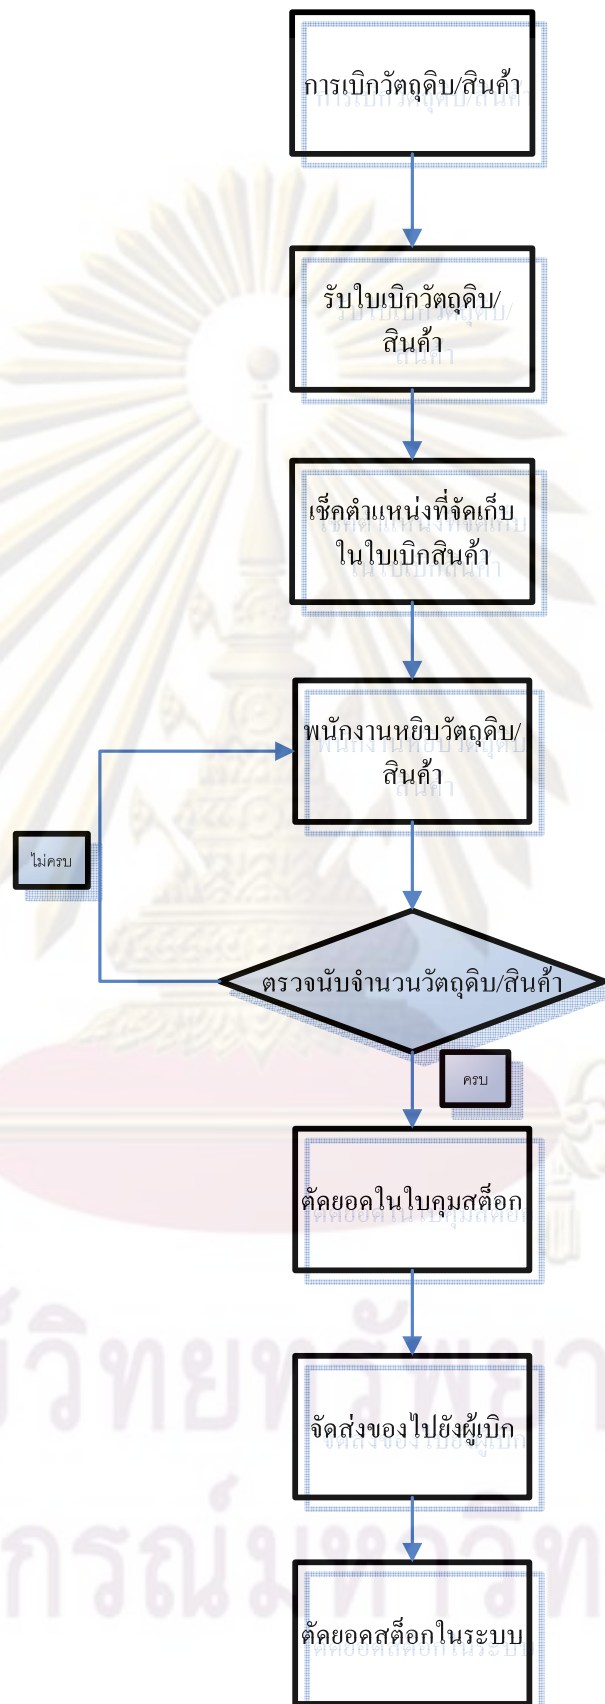 การเบิกวัตถุดิบ/สินค้า
รับใบเบิกวัตถุดิบ/
สินค้า
เช็คตำแหน่งที่จัดเก็บ
ในใบเบิกสินค้า
พนักงานหยิบวัตถุดิบ/
สินค้า
ไม่ครบ
ตรวจนับจำนวนวัตถุดิบ/สินค้า
ครบ
ตัดยอดในใบคุมสต็อก
จัดส่งของไปยังผู้เบิก
ตัดยอดสต็อกในระบบ